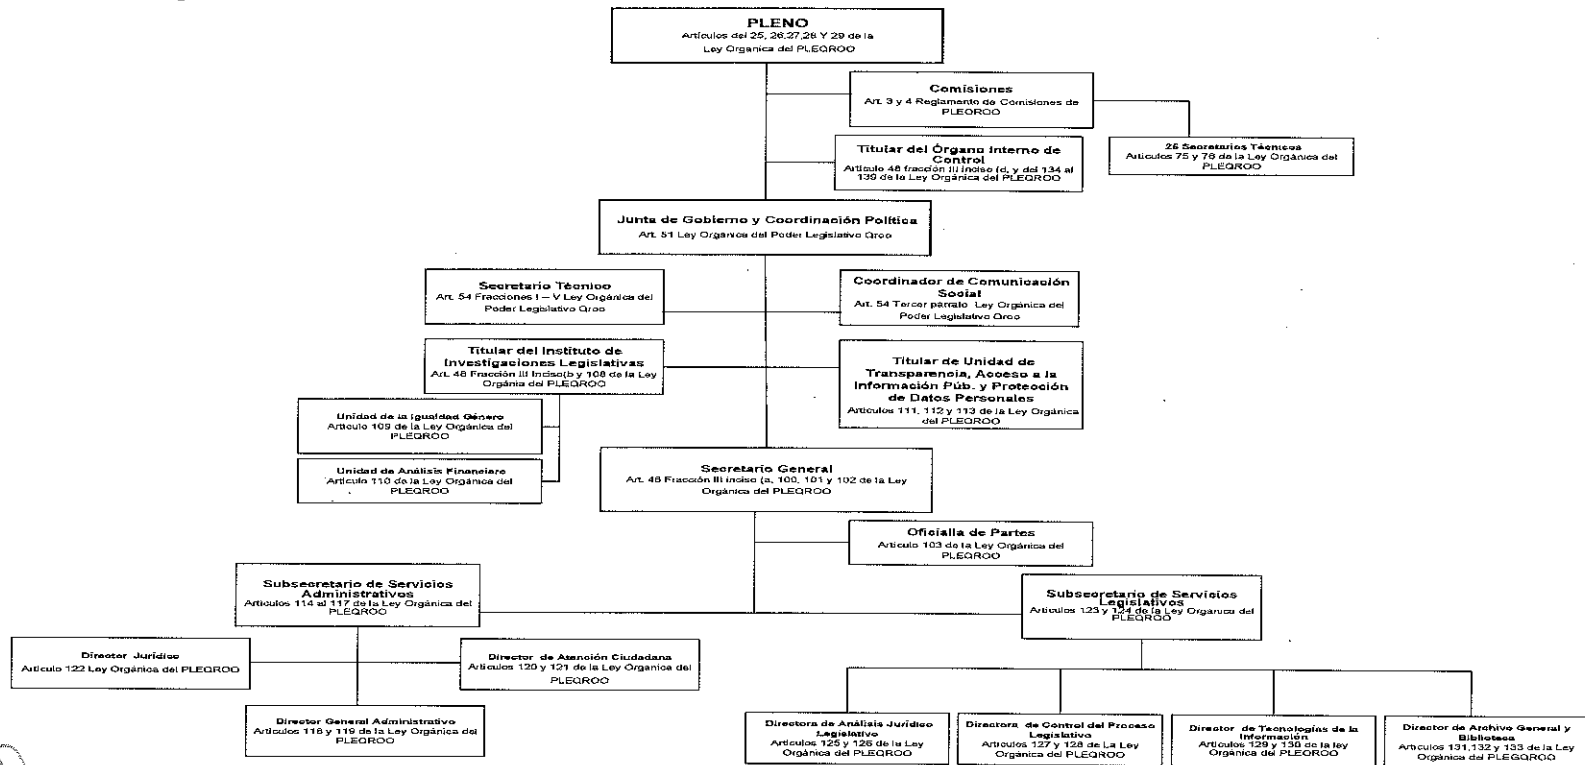 PLENO
Artículos del 25, 26,27,28 Y 29 de la
Ley Organica del PLEQROO
Comisiones
Art. 3 y 4 Reglamento de Comisiones de
PLEQROO
26 Secretarios Técnicos
Artículos 75 y 76 de la Ley Orgánica del
PLEQROO
Titular del Órgano Interno de
Control
Artículo 48 fracción III inciso (d, y del 134 al
139 de la Ley Orgánica del PLEQROO
Junta de Gobierno y Coordinación Política
Art. 51 Ley Organica del Poder Legislativo Qroo
Secretario Técnico
Art. 54 Fracciones I – V Ley Orgánica del
Poder Legislativo Qroo
Coordinador de Comunicación
Social
Art. 54 Tercer párrafo Ley Orgánica del
Poder Legislativo Qroo
Titular del Instituto de
Investigaciones Legislativas
Art. 48 Fracción III Inciso(b y 108 de la Ley
Orgánia del PLEQROO
Titular de Unidad de
Transparencia, Acceso a la
Información Púb. y Protección
de Datos Personales
Artículos 111, 112 y 113 de la Ley Orgánica
del PLEQROO
Unidad de la Igualdad Género
Artículo 109 de la Ley Orgánica del
PLEQROO
Unidad de Análisis Financiero
Artículo 110 de la Ley Orgánica del
PLEQROO
Secretario General
Art. 48 Fracción III inciso (a, 100, 101 y 102 de la Ley
Orgánica del PLEQROO
Oficialía de Partes
Artículo 103 de la Ley Orgánica del
PLEQROO
Subsecretario de Servicios
Administrativos
Artículos 114 al 117 de la Ley Orgánica del
PLEQROO
Subsecretario de Servicios
Legislativos
Artículos 123 y 124 de la Ley Orgánica del
PLEQROO
Director Jurídico
Artículo 122 Ley Orgánica del PLEQROO
Director de Atención Ciudadana
Artículos 120 y 121 de la Ley Organica del
PLEQROO
Director General Administrativo
Artículos 118 y 119 de la Ley Orgánica del
PLEQROO
Directora de Análisis Jurídico
Legislativo
Artículos 125 y 126 de la Ley
Orgánica del PLEQROO
Directora de Control del Proceso
Legislativo
Artículos 127 y 128 de La Ley
Orgánica del PLEQROO
Director de Tecnologías de la
Información
Artículos 129 y 130 de la ley
Orgánica del PLEQROO
Director de Archivo General y
Biblioteca
Artículos 131,132 y 133 de la Ley
Orgánica del PLEGQROO